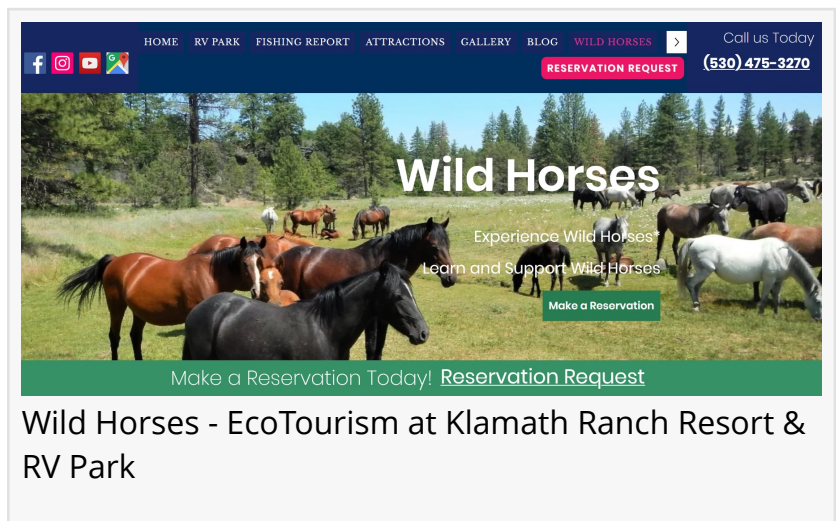 HOME RV PARK FISHING REPORT ATTRACTIONS GALLERY BLOG WILD HORSES >
Call us Today
RESERVATION REQUEST
(530) 475-3270
Wild Horses
Experience Wild Horses*
Learn and Support Wild Horses
Make a Reservation
Make a Reservation Today! Reservation Request
Wild Horses - EcoTourism at Klamath Ranch Resort &
RV Park